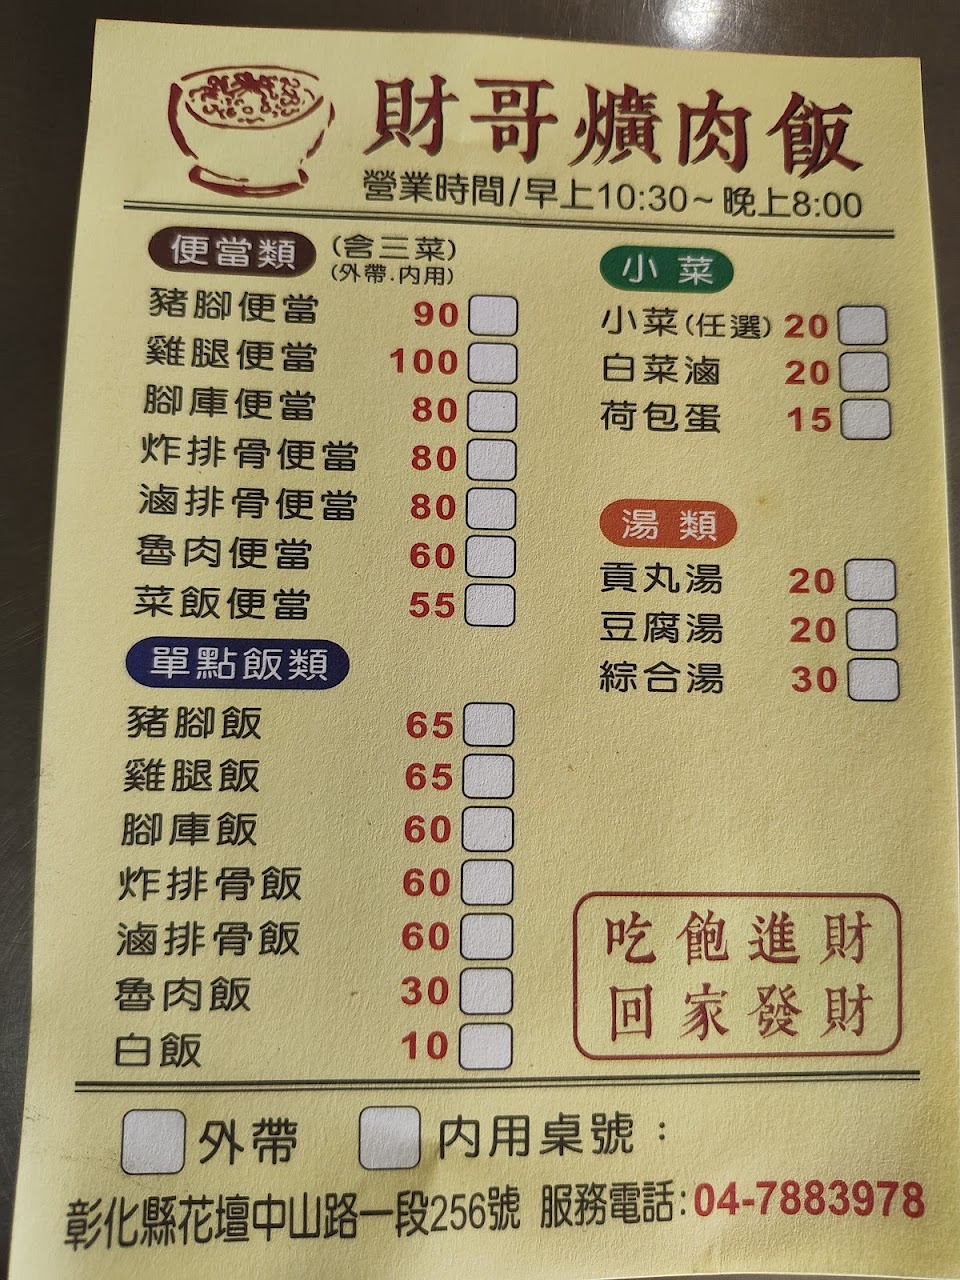 財哥爌肉飯
營業時間/早上10:30~晚上8:00
便當類 (含三菜)
(外帶.內用)
豬腳便當 90
雞腿便當 100
腳庫便當 80
炸排骨便當 80
滷排骨便當 80
魯肉便當 60
菜飯便當 55
單點飯類
豬腳飯 65
雞腿飯 65
腳庫飯 60
炸排骨飯 60
滷排骨飯 60
魯肉飯 30
白飯 10
小菜
小菜(任選) 20
白菜滷 20
荷包蛋 15
湯類
貢丸湯 20
豆腐湯 20
綜合湯 30
吃飽進財
回家發財
外帶 內用桌號：
彰化縣花壇中山路一段256號 服務電話:04-7883978